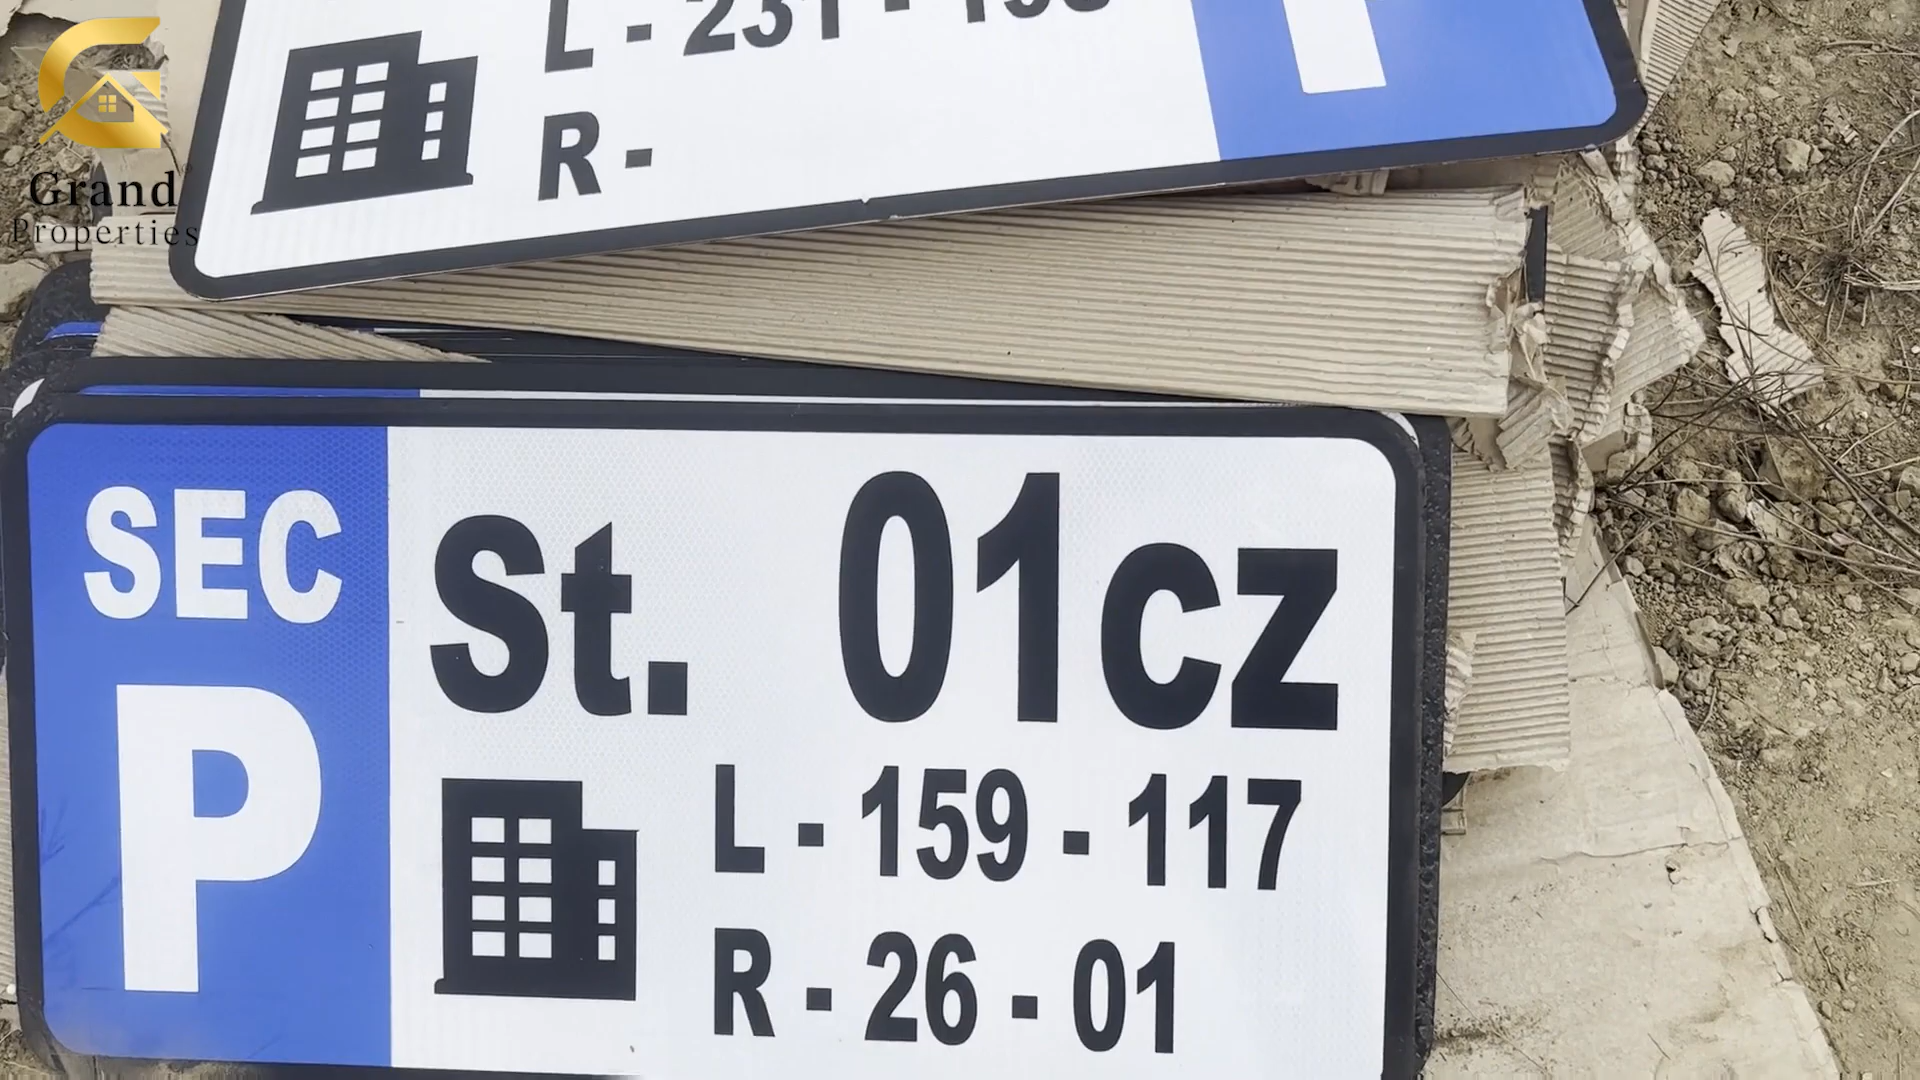 Grand
Properties
L - 231 -
R -
SEC
P
St. 01cz
L - 159 - 117
R - 26 - 01